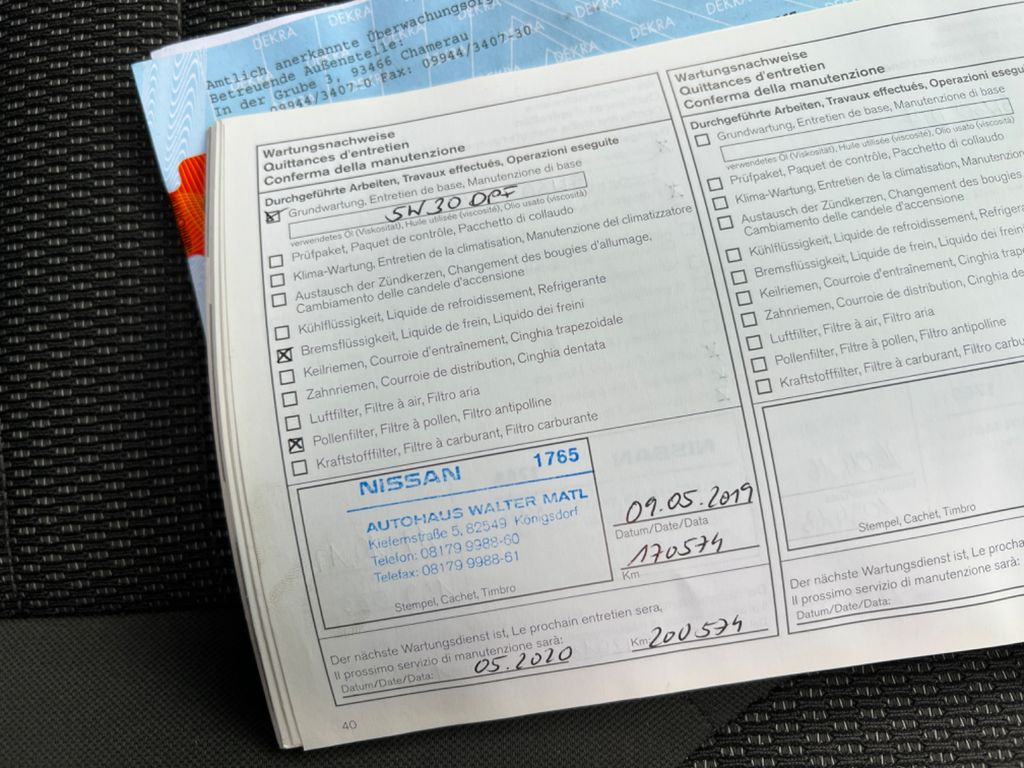 DEKRA
DEKRA
DEKRA
DEKRA
Amtlich anerkannte Überwachungsorg
Betreuende Außenstelle:
In der Grube 3, 93466 Chamerau
09944/3407-0 Fax: 09944/3407-30
Wartungsnachweise
Quittances d'entretien
Conferma della manutenzione
Durchgeführte Arbeiten, Travaux effectués, Operazioni eseguite
Grundwartung, Entretien de base, Manutenzione di base
5W30 DPF
verwendetes Öl (Viskosität), Huile utilisée (viscosité), Olio usato (viscosità)
Prüfpaket, Paquet de contrôle, Pacchetto di collaudo
Klima-Wartung, Entretien de la climatisation, Manutenzione del climatizzatore
Austausch der Zündkerzen, Changement des bougies d'allumage,
Cambiamento delle candele d'accensione
Kühlflüssigkeit, Liquide de refroidissement, Refrigerante
Bremsflüssigkeit, Liquide de frein, Liquido dei freini
Keilriemen, Courroie d'entraînement, Cinghia trapezoidale
Zahnriemen, Courroie de distribution, Cinghia dentata
Luftfilter, Filtre à air, Filtro aria
Pollenfilter, Filtre à pollen, Filtro antipolline
Kraftstofffilter, Filtre à carburant, Filtro carburante
NISSAN 1765
AUTOHAUS WALTER MATL
Kiefernstraße 5, 82549 Königsdorf
Telefon: 08179 9988-60
Telefax: 08179 9988-61
Stempel, Cachet, Timbro
09.05.2019
Datum/Date/Data
170574
Km
Der nächste Wartungsdienst ist, Le prochain entretien sera,
Il prossimo servizio di manutenzione sarà:
Datum/Date/Data: 05.2020 Km 200574
40
Wartungsnachweise
Quittances d'entretien
Conferma della manutenzione
Durchgeführte Arbeiten, Travaux effectués, Operazioni esegu
Grundwartung, Entretien de base, Manutenzione di base
verwendetes Öl (Viskosität), Huile utilisée (viscosité), Olio usato (viscosità)
Prüfpaket, Paquet de contrôle, Pacchetto di collaudo
Klima-Wartung, Entretien de la climatisation, Manutenzion
Austausch der Zündkerzen, Changement des bougies
Cambiamento delle candele d'accensione
Kühlflüssigkeit, Liquide de refroidissement, Refrigera
Bremsflüssigkeit, Liquide de frein, Liquido dei freini
Keilriemen, Courroie d'entraînement, Cinghia trap
Zahnriemen, Courroie de distribution, Cinghia de
Luftfilter, Filtre à air, Filtro aria
Pollenfilter, Filtre à pollen, Filtro antipolline
Kraftstofffilter, Filtre à carburant, Filtro carbu
Stempel, Cachet, Timbro
Der nächste Wartungsdienst ist, Le prochain
Il prossimo servizio di manutenzione sarà:
Datum/Date/Data: